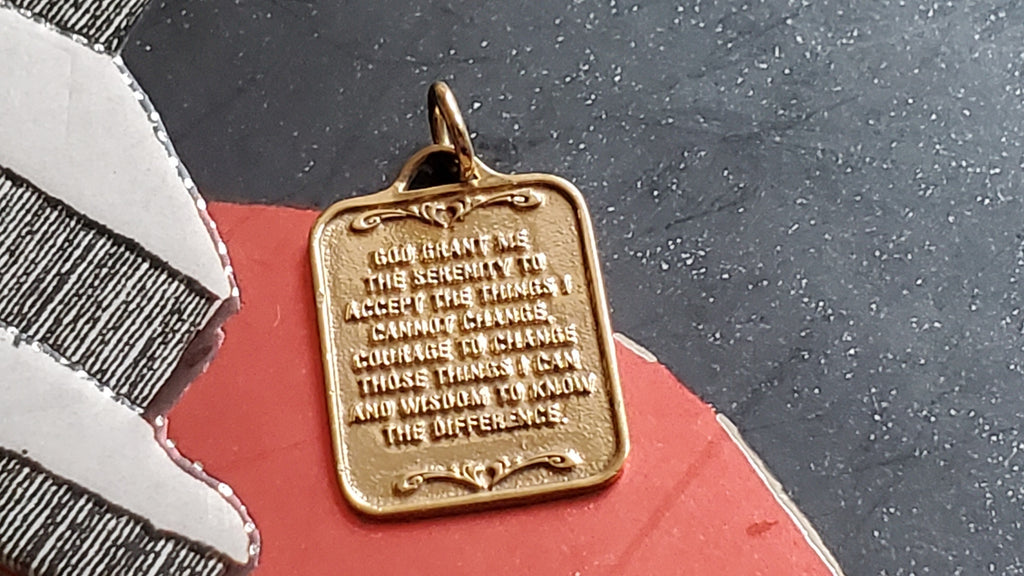 GOD GRANT ME
THE SERENITY TO
ACCEPT THE THINGS I
CANNOT CHANGE,
COURAGE TO CHANGE
THOSE THINGS I CAN
AND WISDOM TO KNOW
THE DIFFERENCE.